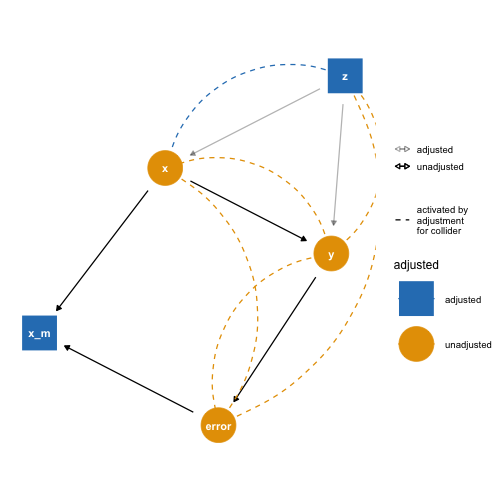 z
x
y
x_m
error
adjusted
unadjusted
activated by
adjustment
for collider
adjusted
adjusted
unadjusted